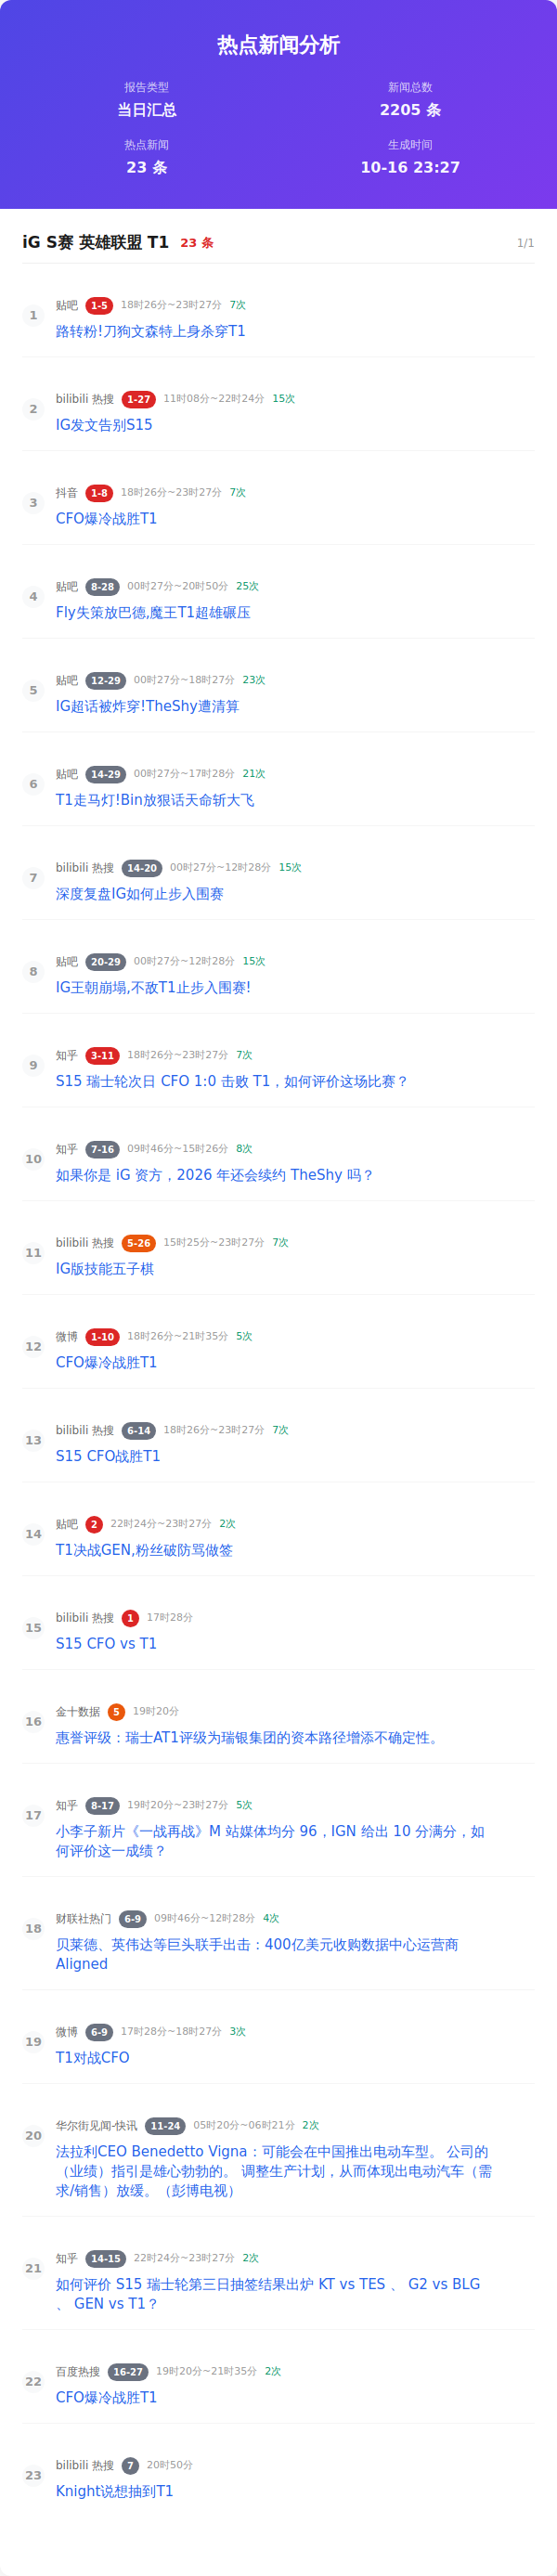 热点新闻分析
报告类型
新闻总数
当日汇总
2205 条
热点新闻
生成时间
23 条
10-16 23:27
iG S赛 英雄联盟 T1 23 条 1/1
1
贴吧 1-5 18时26分~23时27分 7次
路转粉!刀狗文森特上身杀穿T1
2
bilibili 热搜 1-27 11时08分~22时24分 15次
IG发文告别S15
3
抖音 1-8 18时26分~23时27分 7次
CFO爆冷战胜T1
4
贴吧 8-28 00时27分~20时50分 25次
Fly失策放巴德,魔王T1超雄碾压
5
贴吧 12-29 00时27分~18时27分 23次
IG超话被炸穿!TheShy遭清算
6
贴吧 14-29 00时27分~17时28分 21次
T1走马灯!Bin放狠话天命斩大飞
7
bilibili 热搜 14-20 00时27分~12时28分 15次
深度复盘IG如何止步入围赛
8
贴吧 20-29 00时27分~12时28分 15次
IG王朝崩塌,不敌T1止步入围赛!
9
知乎 3-11 18时26分~23时27分 7次
S15 瑞士轮次日 CFO 1:0 击败 T1，如何评价这场比赛？
10
知乎 7-16 09时46分~15时26分 8次
如果你是 iG 资方，2026 年还会续约 TheShy 吗？
11
bilibili 热搜 5-26 15时25分~23时27分 7次
IG版技能五子棋
12
微博 1-10 18时26分~21时35分 5次
CFO爆冷战胜T1
13
bilibili 热搜 6-14 18时26分~23时27分 7次
S15 CFO战胜T1
14
贴吧 2 22时24分~23时27分 2次
T1决战GEN,粉丝破防骂做签
15
bilibili 热搜 1 17时28分
S15 CFO vs T1
16
金十数据 5 19时20分
惠誉评级：瑞士AT1评级为瑞银集团的资本路径增添不确定性。
17
知乎 8-17 19时20分~23时27分 5次
小李子新片《一战再战》M 站媒体均分 96，IGN 给出 10 分满分，如
何评价这一成绩？
18
财联社热门 6-9 09时46分~12时28分 4次
贝莱德、英伟达等巨头联手出击：400亿美元收购数据中心运营商
Aligned
19
微博 6-9 17时28分~18时27分 3次
T1对战CFO
20
华尔街见闻-快讯 11-24 05时20分~06时21分 2次
法拉利CEO Benedetto Vigna：可能会在中国推出电动车型。 公司的
（业绩）指引是雄心勃勃的。 调整生产计划，从而体现出电动汽车（需
求/销售）放缓。（彭博电视）
21
知乎 14-15 22时24分~23时27分 2次
如何评价 S15 瑞士轮第三日抽签结果出炉 KT vs TES 、 G2 vs BLG
、 GEN vs T1？
22
百度热搜 16-27 19时20分~21时35分 2次
CFO爆冷战胜T1
23
bilibili 热搜 7 20时50分
Knight说想抽到T1